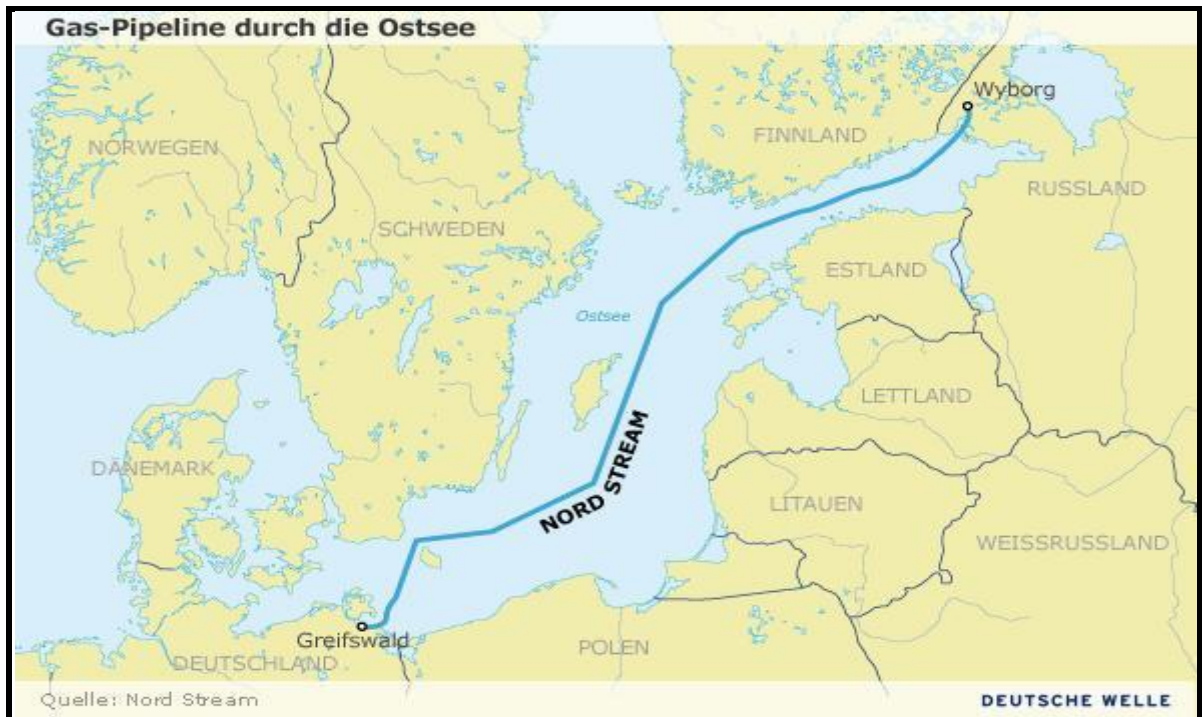 Gas-Pipeline durch die Ostsee
Wyborg
FINNLAND
NORWEGEN
RUSSLAND
SCHWEDEN
ESTLAND
Ostsee
LETTLAND
NORD STREAM
DÄNEMARK
LITAUEN
WEISSRUSSLAND
Greifswald
POLEN
DEUTSCHLAND
Quelle: Nord Stream
DEUTSCHE WELLE